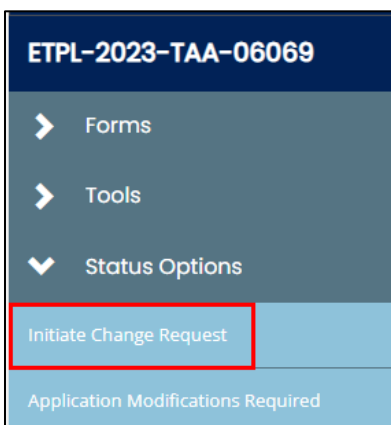 ETPL-2023-TAA-06069
Forms
Tools
Status Options
Initiate Change Request
Application Modifications Required